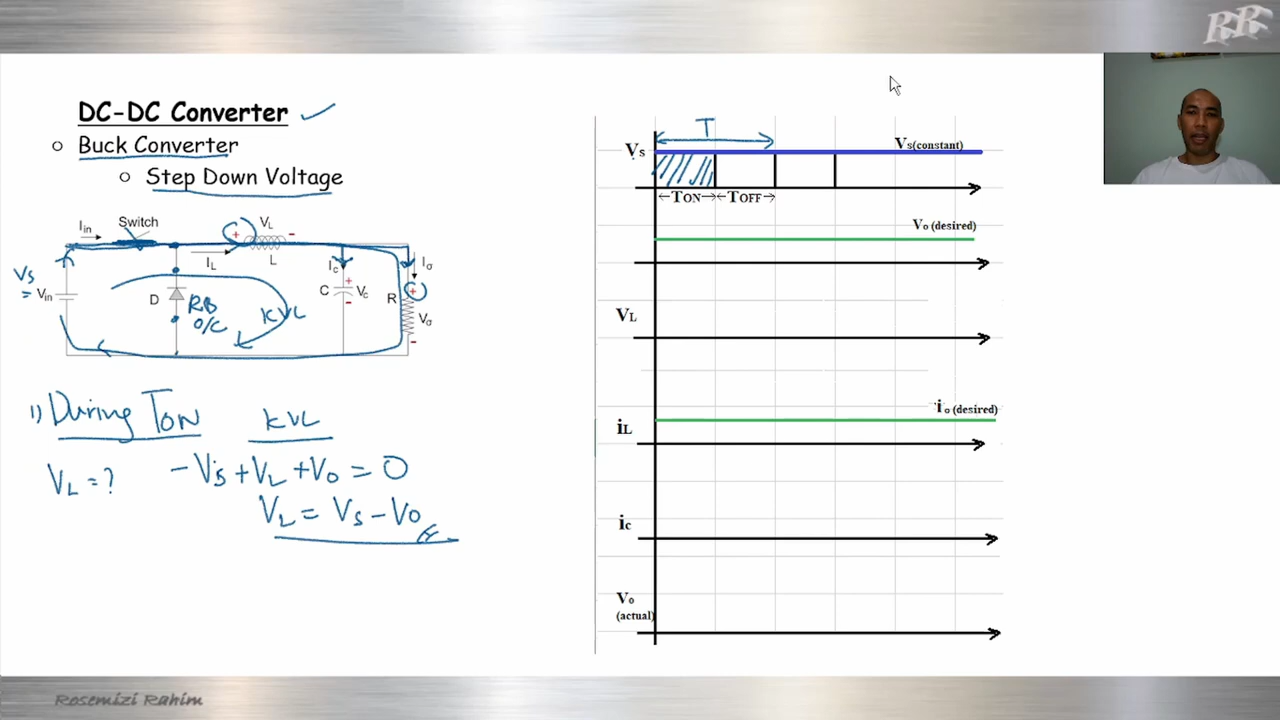 RR
DC-DC Converter
Buck Converter
Step Down Voltage
Iin
Switch
VL
+
-
IL
L
Vs
=
Vin
D
RB
O/C
KVL
Ic
+
C
Vc
-
Io
+
R
Vo
-
1) During TON
KVL
VL = ?
-Vs + VL + Vo = 0
VL = Vs - Vo
T
Vs
Vs(constant)
←TON→←TOFF→
Vo (desired)
VL
io (desired)
iL
ic
Vo
(actual)
Rosemizi Rahim